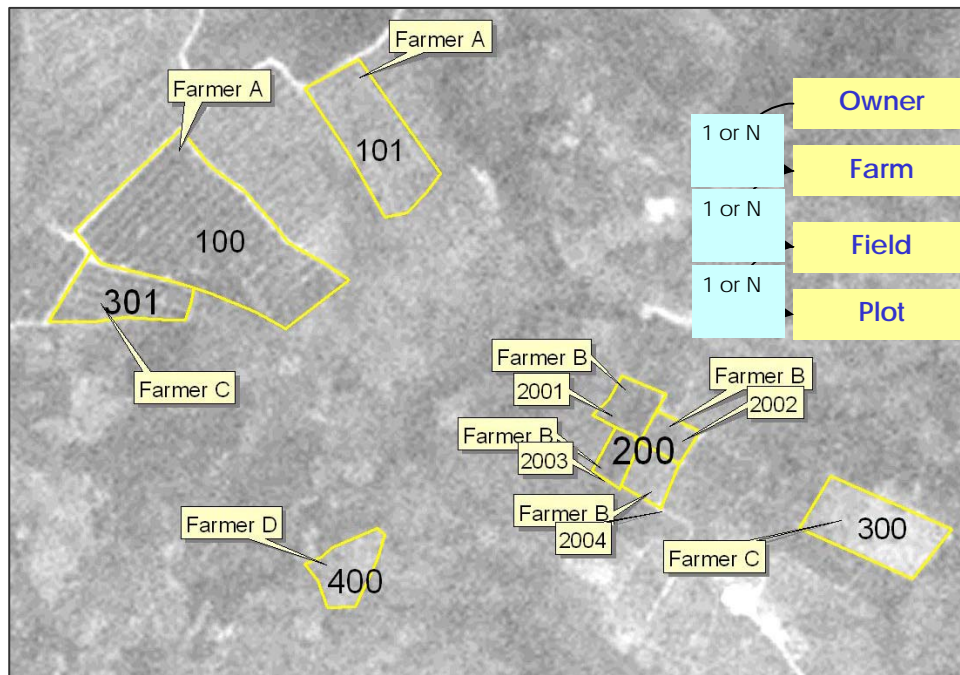 Farmer A
Farmer A
101
100
301
Farmer C
Owner
1 or N
Farm
1 or N
Field
1 or N
Plot
Farmer B
2001
Farmer B
2002
200
Farmer B
2003
Farmer B
2004
Farmer D
400
300
Farmer C